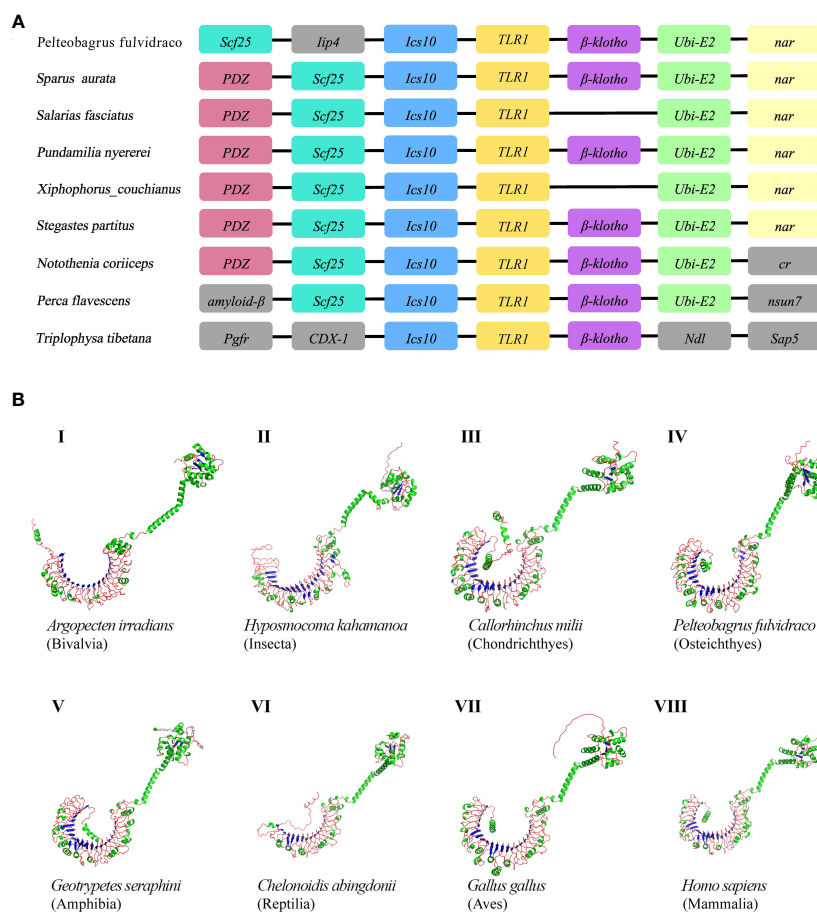 A
Pelteobagrus fulvidraco Scf25 Iip4 Ics10 TLR1 β-klotho Ubi-E2 nar
Sparus aurata PDZ Scf25 Ics10 TLR1 β-klotho Ubi-E2 nar
Salarias fasciatus PDZ Scf25 Ics10 TLR1 Ubi-E2 nar
Pundamilia nyererei PDZ Scf25 Ics10 TLR1 β-klotho Ubi-E2 nar
Xiphophorus_couchianus PDZ Scf25 Ics10 TLR1 Ubi-E2 nar
Stegastes partitus PDZ Scf25 Ics10 TLR1 β-klotho Ubi-E2 nar
Notothenia coriiceps PDZ Scf25 Ics10 TLR1 β-klotho Ubi-E2 cr
Perca flavescens amyloid-β Scf25 Ics10 TLR1 β-klotho Ubi-E2 nsun7
Triplophysa tibetana Pgfr CDX-1 Ics10 TLR1 β-klotho Ndl Sap5
B
I II III IV
Argopecten irradians Hyposmocoma kahamanoa Callorhinchus milii Pelteobagrus fulvidraco
(Bivalvia) (Insecta) (Chondrichthyes) (Osteichthyes)
V VI VII VIII
Geotrypetes seraphini Chelonoidis abingdonii Gallus gallus Homo sapiens
(Amphibia) (Reptilia) (Aves) (Mammalia)